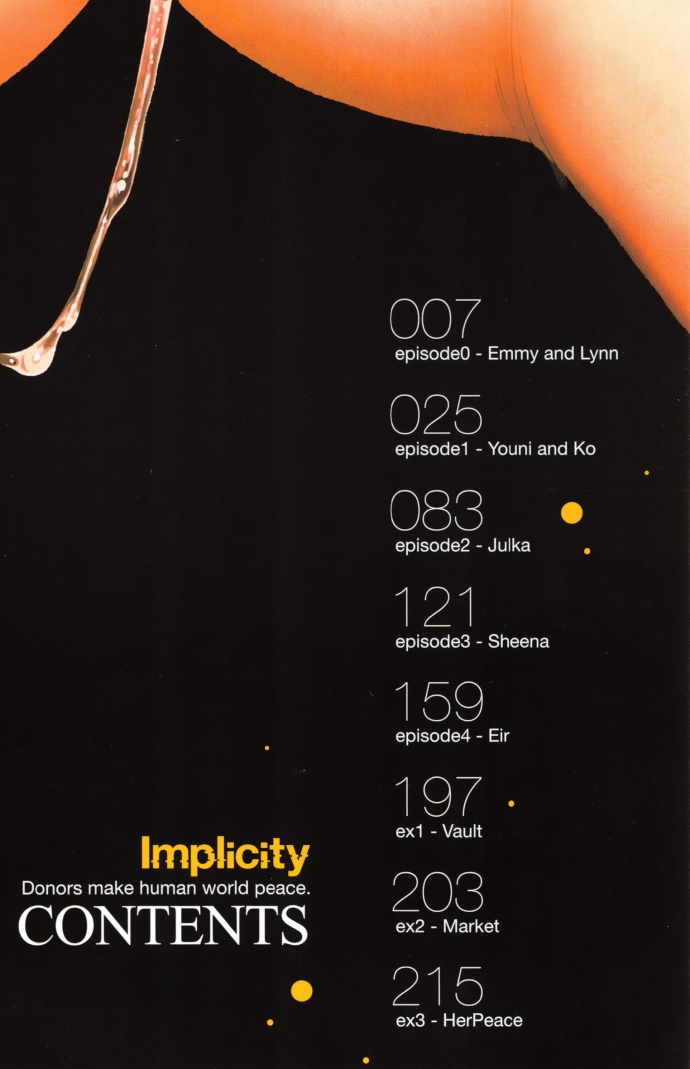 007
episode0 - Emmy and Lynn
025
episode1 - Youni and Ko
083
episode2 - Julka
121
episode3 - Sheena
159
episode4 - Eir
197
ex1 - Vault
203
ex2 - Market
215
ex3 - HerPeace
Implicity
Donors make human world peace.
CONTENTS